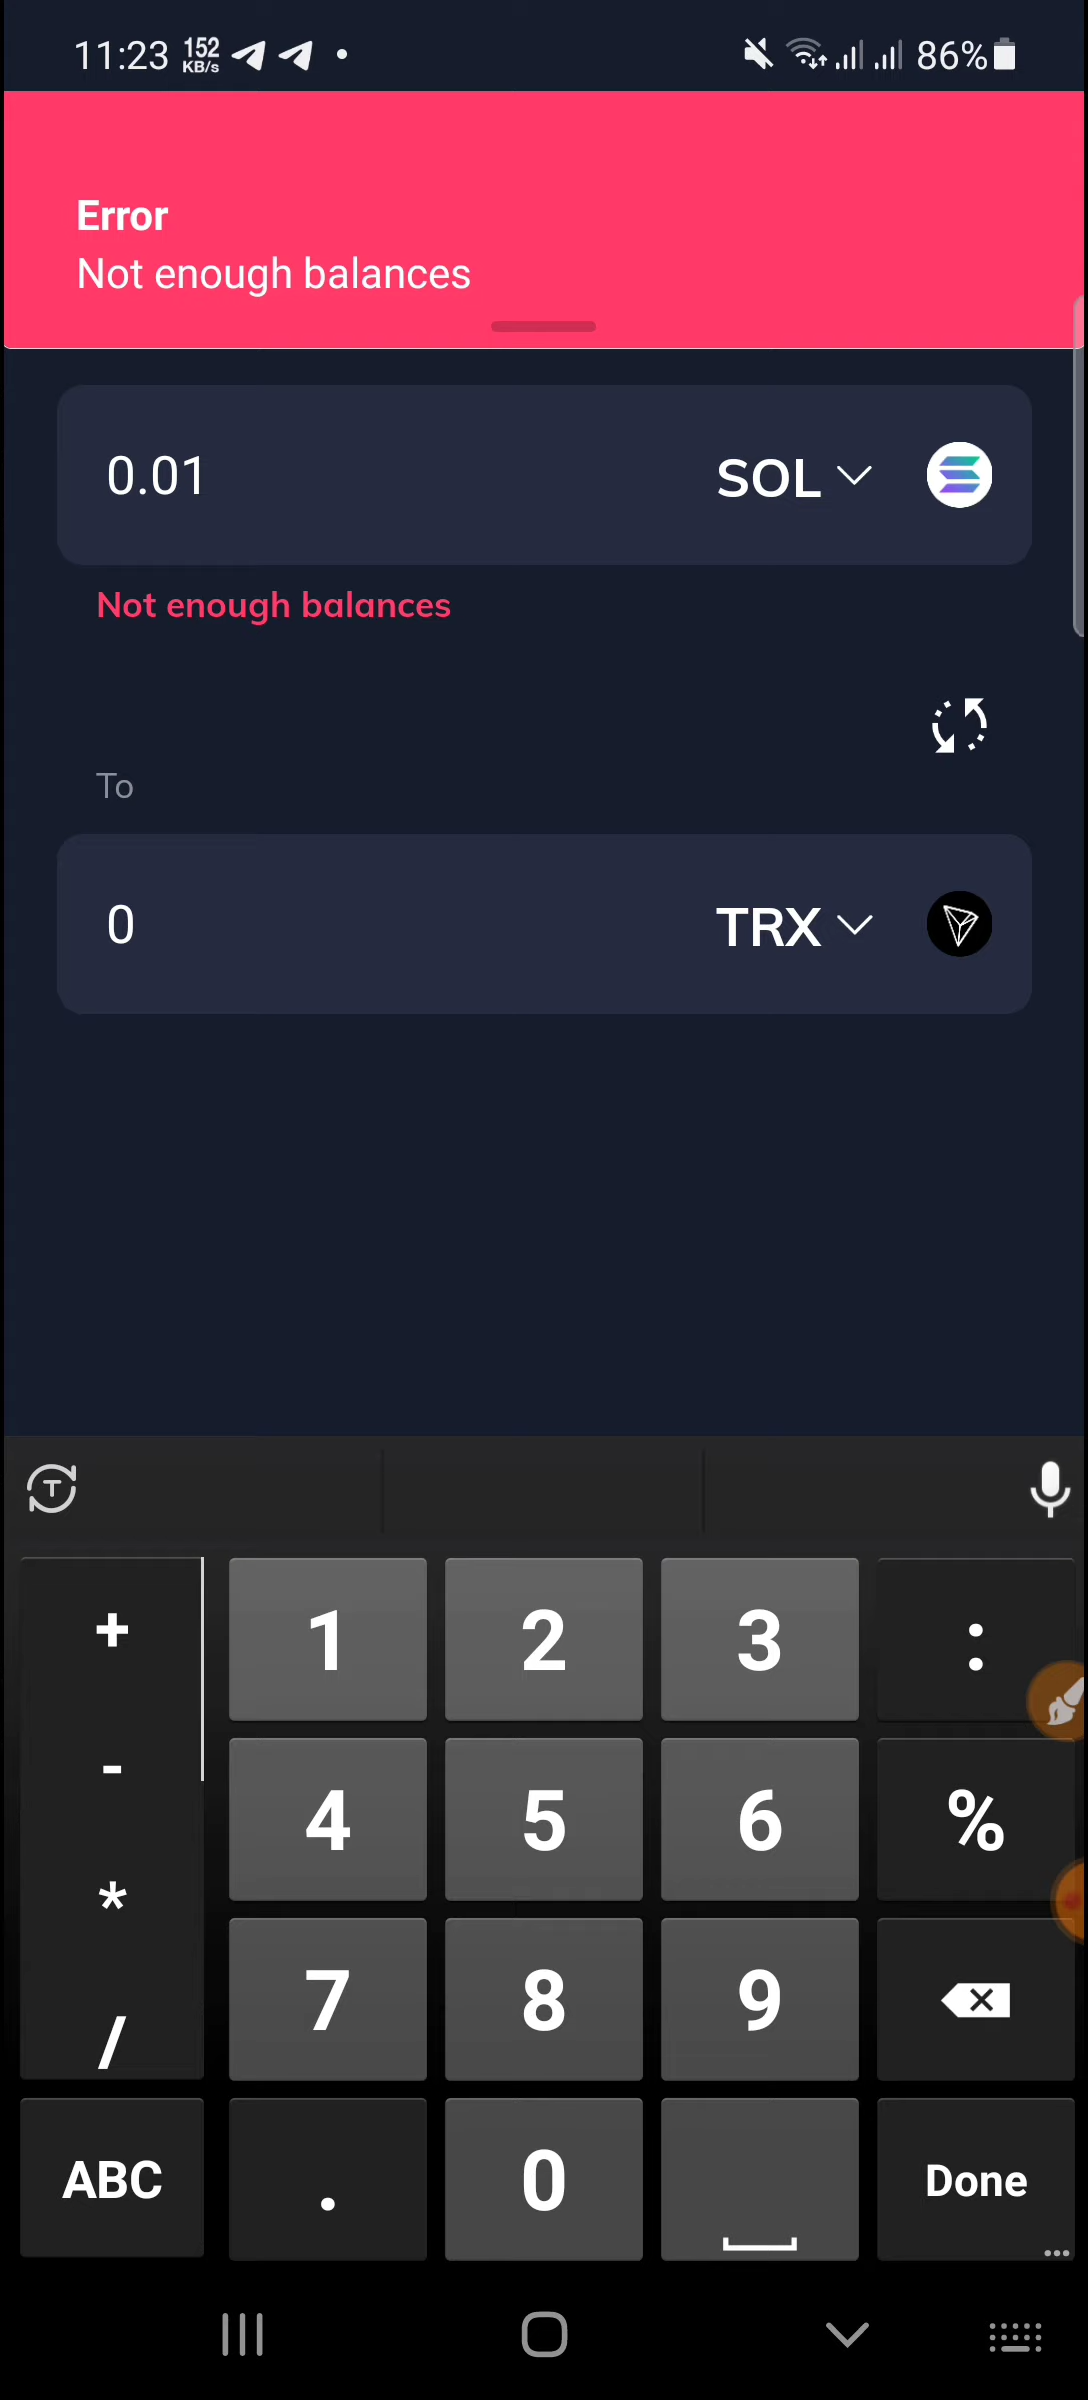 11:23 152 KB/s 86%
Error
Not enough balances
0.01 SOL
Not enough balances
To
0 TRX
+ 1 2 3 :
- 4 5 6 %
* 7 8 9
/
ABC . 0 Done